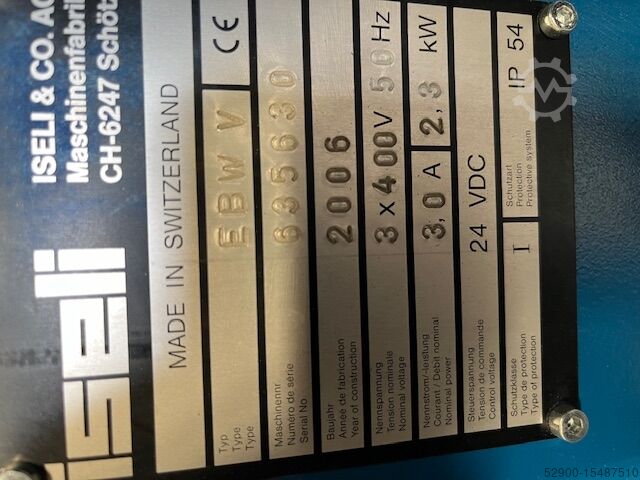 iseli
ISELI & CO. AG
Maschinenfabrik
CH-6247 Schötz
MADE IN SWITZERLAND
Typ
Type
Type
EBW V
CE
Maschinennr.
Numéro de série
Serial No.
635630
Baujahr
Année de fabrication
Year of construction
2006
Nennspannung
Tension nominale
Nominal voltage
3 x 400 V 50 Hz
Nennstrom/-leistung
Courant / Debit nominal
Nominal power
3,0 A 2,3 kW
Steuerspannung
Tension de commande
Control voltage
24 VDC
Schutzklasse
Type de protection
Type of protection
I
Schutzart
Protection
Protective system
IP 54
52900-15487510